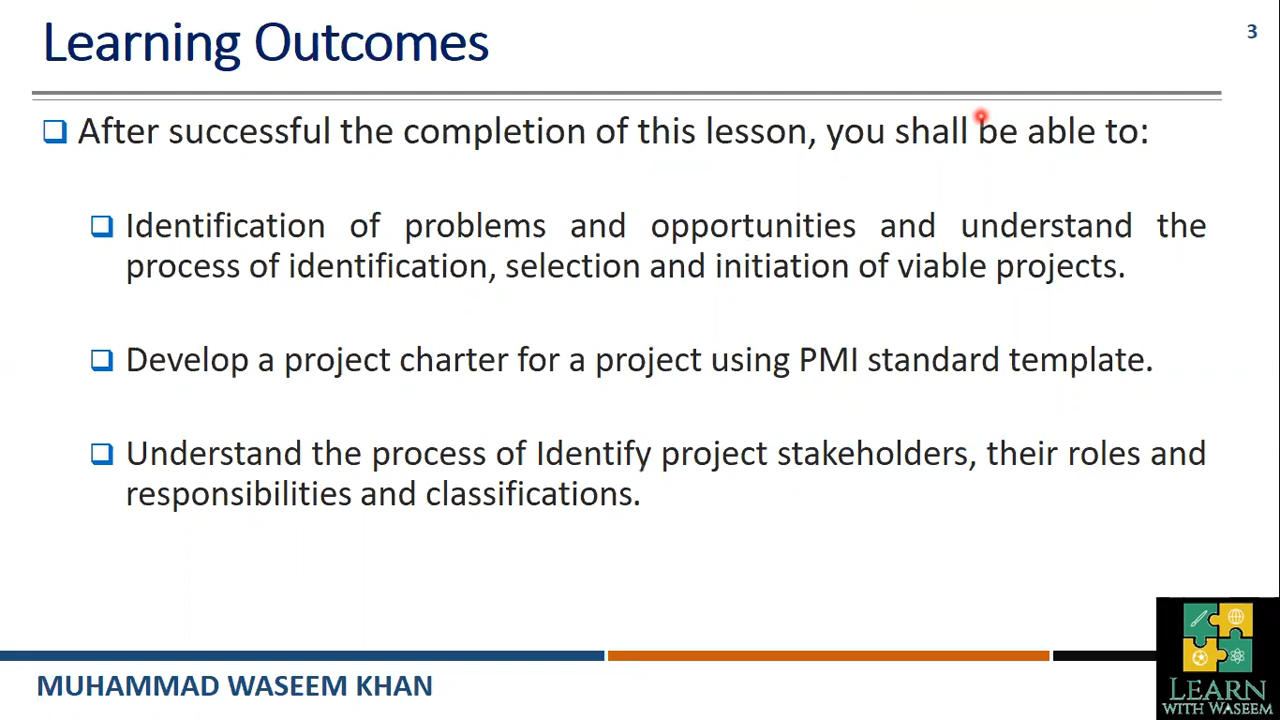 Learning Outcomes
3
After successful the completion of this lesson, you shall be able to:
Identification of problems and opportunities and understand the
process of identification, selection and initiation of viable projects.
Develop a project charter for a project using PMI standard template.
Understand the process of Identify project stakeholders, their roles and
responsibilities and classifications.
MUHAMMAD WASEEM KHAN
LEARN
WITH WASEEM